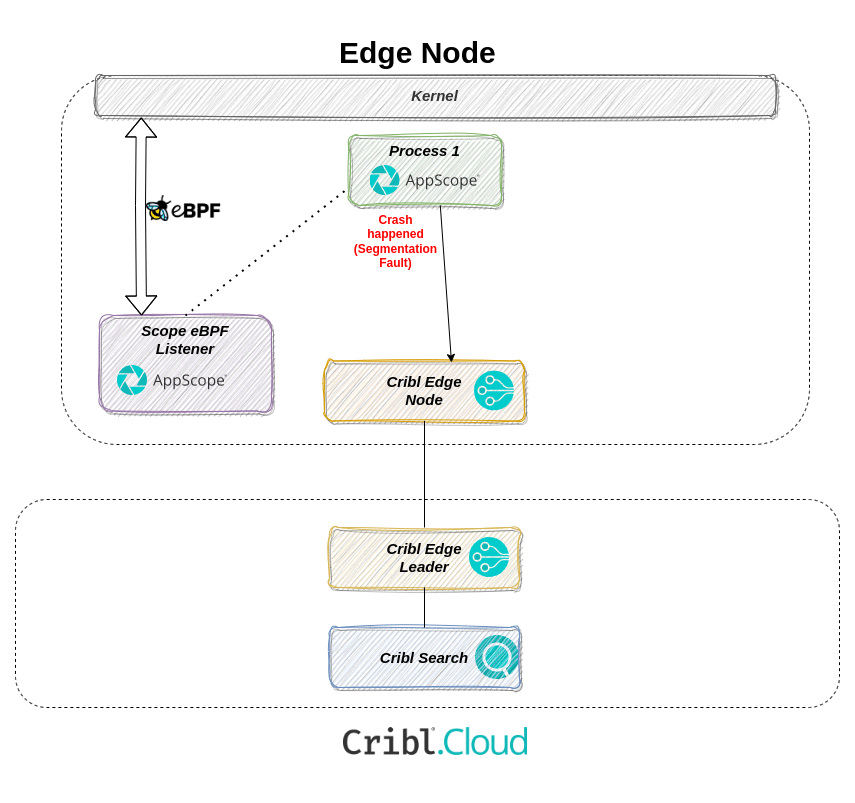 Edge Node
Kernel
Process 1
AppScope
Crash
happened
(Segmentation
Fault)
eBPF
Scope eBPF
Listener
AppScope
Cribl Edge
Node
Cribl Edge
Leader
Cribl Search
Cribl.Cloud